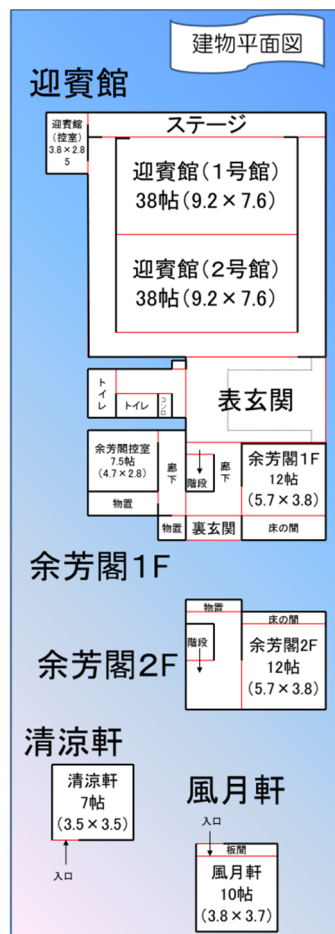 建物平面図
迎賓館
迎賓館
(控室)
3.8×2.8
5
ステージ
迎賓館(1号館)
38帖(9.2×7.6)
迎賓館(2号館)
38帖(9.2×7.6)
トイレ
トイレ
コンロ
表玄関
余芳閣控室
7.5帖
(4.7×2.8)
物置
廊下
階段
廊下
余芳閣1F
12帖
(5.7×3.8)
物置
裏玄関
床の間
余芳閣1F
余芳閣2F
物置
床の間
階段
余芳閣2F
12帖
(5.7×3.8)
清涼軒
清涼軒
7帖
(3.5×3.5)
入口
風月軒
入口
板間
風月軒
10帖
(3.8×3.7)